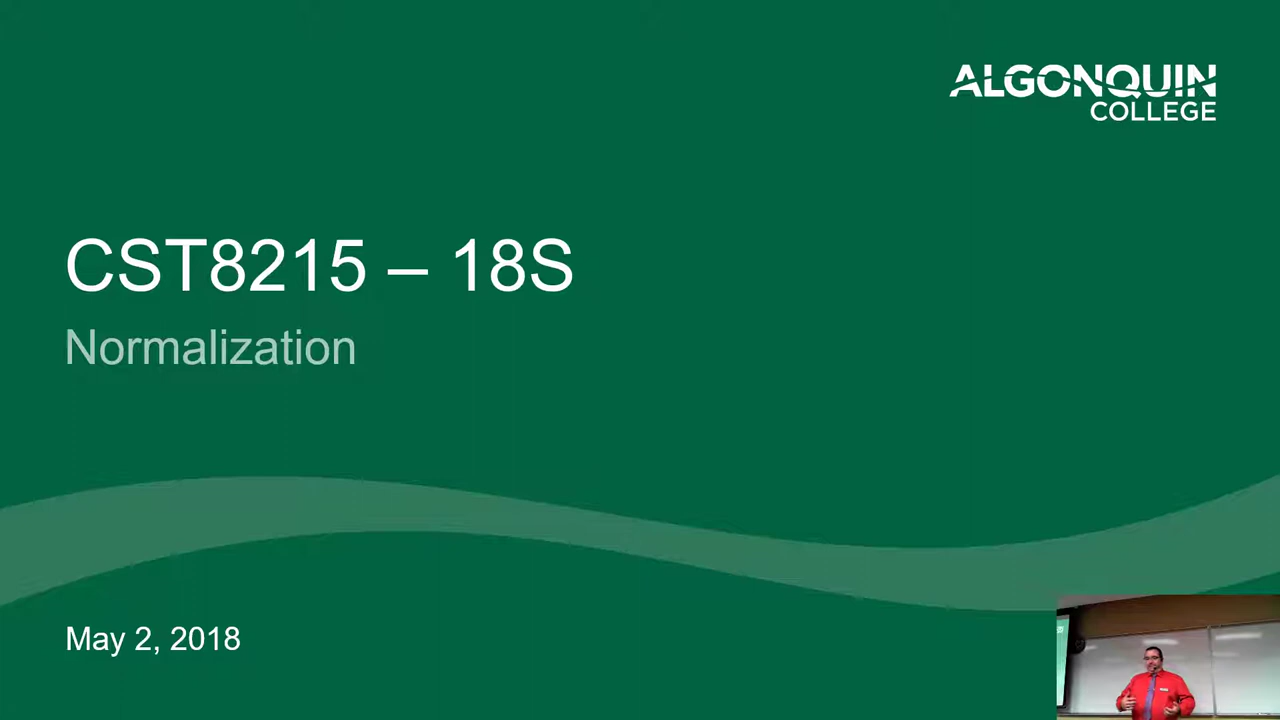 ALGONQUIN
COLLEGE
CST8215 – 18S
Normalization
May 2, 2018